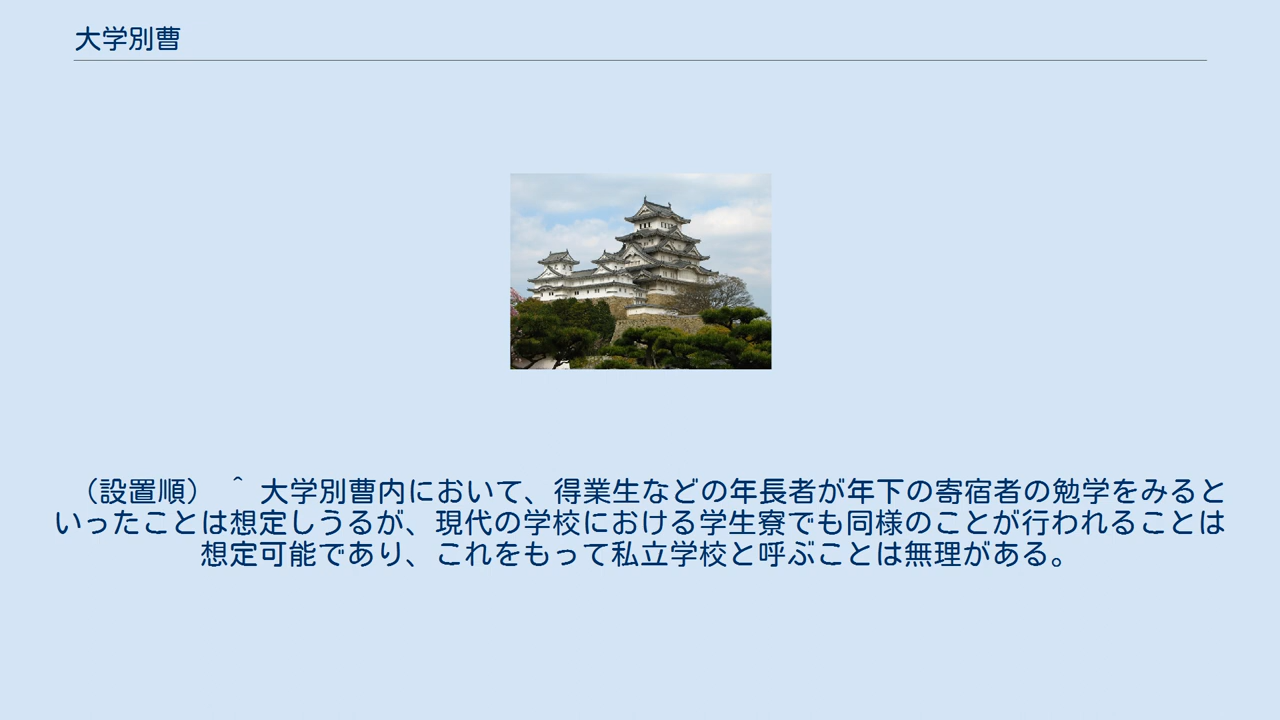 大学別曹
（設置順） ^ 大学別曹内において、得業生などの年長者が年下の寄宿者の勉学をみると
いったことは想定しうるが、現代の学校における学生寮でも同様のことが行われることは
想定可能であり、これをもって私立学校と呼ぶことは無理がある。